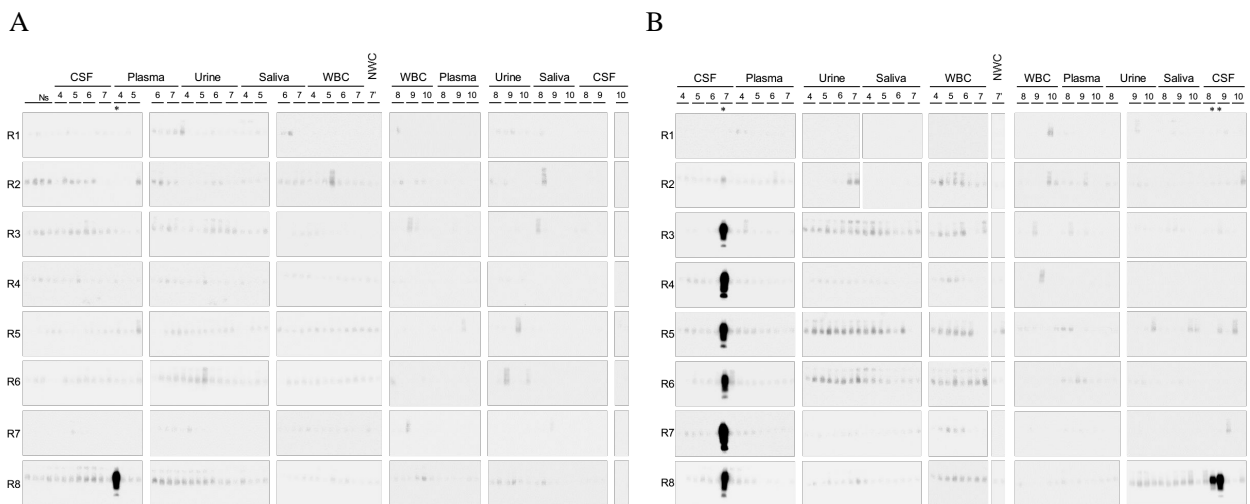 A B
CSF Plasma Urine Saliva WBC NWC WBC Plasma Urine Saliva CSF
Ns 4 5 6 7 4 5 6 7 4 5 6 7 4 5 6 7 4 5 6 7 7' 8 9 10 8 9 10 8 9 10 8 9 10 8 9 10
*
R1
R2
R3
R4
R5
R6
R7
R8
CSF Plasma Urine Saliva WBC NWC WBC Plasma Urine Saliva CSF
4 5 6 7 4 5 6 7 4 5 6 7 4 5 6 7 4 5 6 7 7' 8 9 10 8 9 10 8 9 10 8 9 10 8 9 10
* **
R1
R2
R3
R4
R5
R6
R7
R8